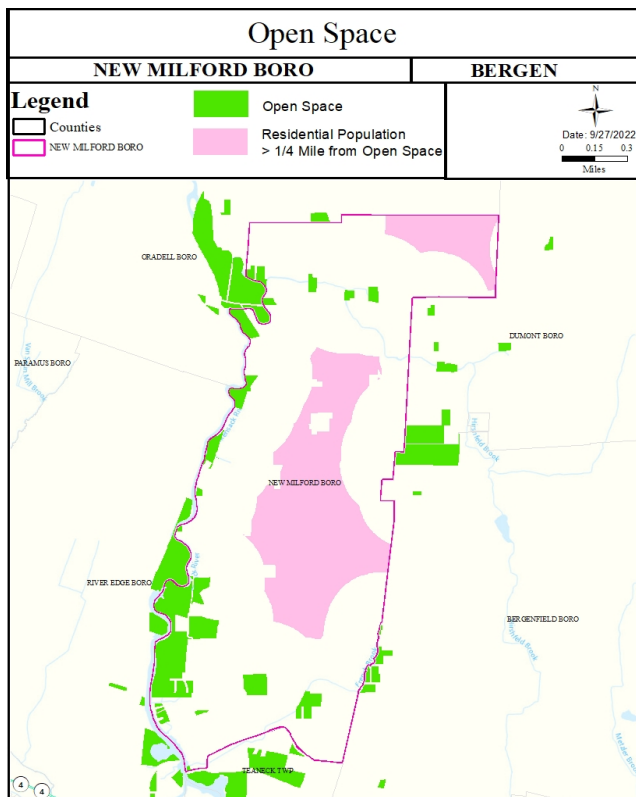 Open Space
NEW MILFORD BORO
BERGEN
Legend
Counties
NEW MILFORD BORO
Open Space
Residential Population
> 1/4 Mile from Open Space
N
Date: 9/27/2022
0 0.15 0.3
Miles
ORADELL BORO
DUMONT BORO
PARAMUS BORO
Hirshfeld Brook
NEW MILFORD BORO
RIVER EDGE BORO
BERGENFIELD BORO
TEANECK TWP
4
4